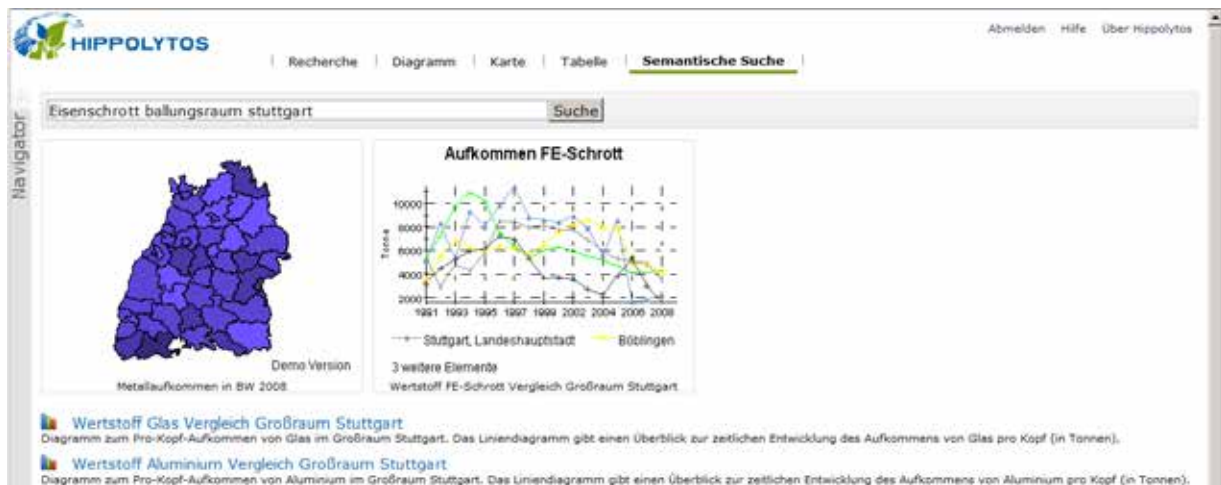 HIPPOLYTOS
Abmelden Hilfe Über Hippolytos
Recherche | Diagramm | Karte | Tabelle | Semantische Suche |
Navigator
Eisenschrott ballungsraum stuttgart Suche
Demo Version
Metallaufkommen in BW 2008
Aufkommen FE-Schrott
Tonne
10000
8000
6000
4000
2000
1991 1993 1995 1997 1999 2002 2004 2006 2008
Stuttgart, Landeshauptstadt Böblingen
3 weitere Elemente
Wertstoff FE-Schrott Vergleich Großraum Stuttgart
Wertstoff Glas Vergleich Großraum Stuttgart
Diagramm zum Pro-Kopf-Aufkommen von Glas im Großraum Stuttgart. Das Liniendiagramm gibt einen Überblick zur zeitlichen Entwicklung des Aufkommens von Glas pro Kopf (in Tonnen).
Wertstoff Aluminium Vergleich Großraum Stuttgart
Diagramm zum Pro-Kopf-Aufkommen von Aluminium im Großraum Stuttgart. Das Liniendiagramm gibt einen Überblick zur zeitlichen Entwicklung des Aufkommens von Aluminium pro Kopf (in Tonnen).